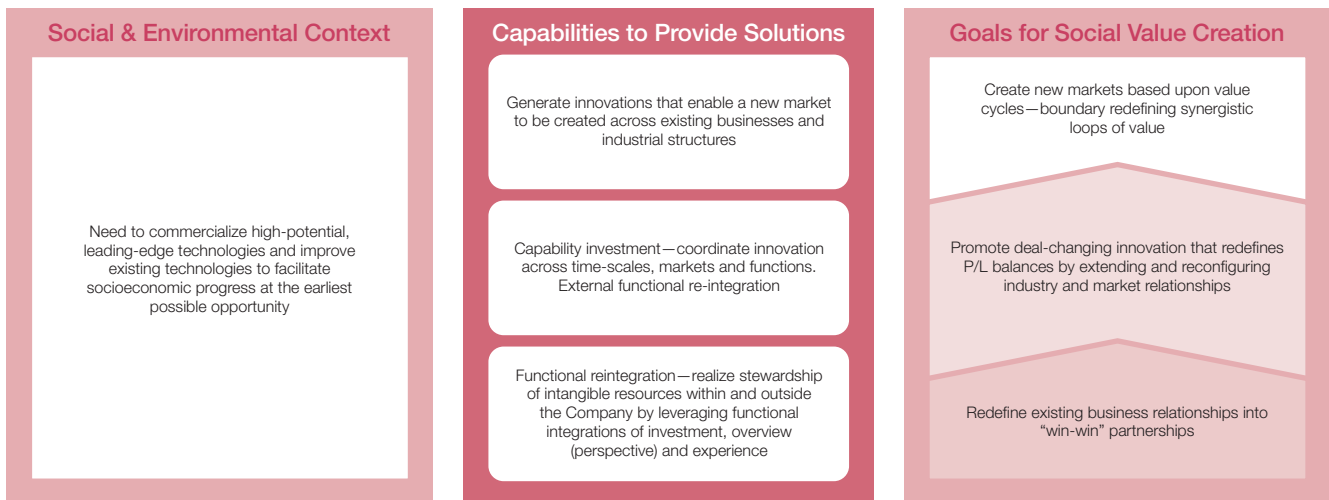 Social & Environmental Context
Need to commercialize high-potential,
leading-edge technologies and improve
existing technologies to facilitate
socioeconomic progress at the earliest
possible opportunity
Capabilities to Provide Solutions
Generate innovations that enable a new market
to be created across existing businesses and
industrial structures
Capability investment—coordinate innovation
across time-scales, markets and functions.
External functional re-integration
Functional reintegration—realize stewardship
of intangible resources within and outside
the Company by leveraging functional
integrations of investment, overview
(perspective) and experience
Goals for Social Value Creation
Create new markets based upon value
cycles—boundary redefining synergistic
loops of value
Promote deal-changing innovation that redefines
P/L balances by extending and reconfiguring
industry and market relationships
Redefine existing business relationships into
“win-win” partnerships